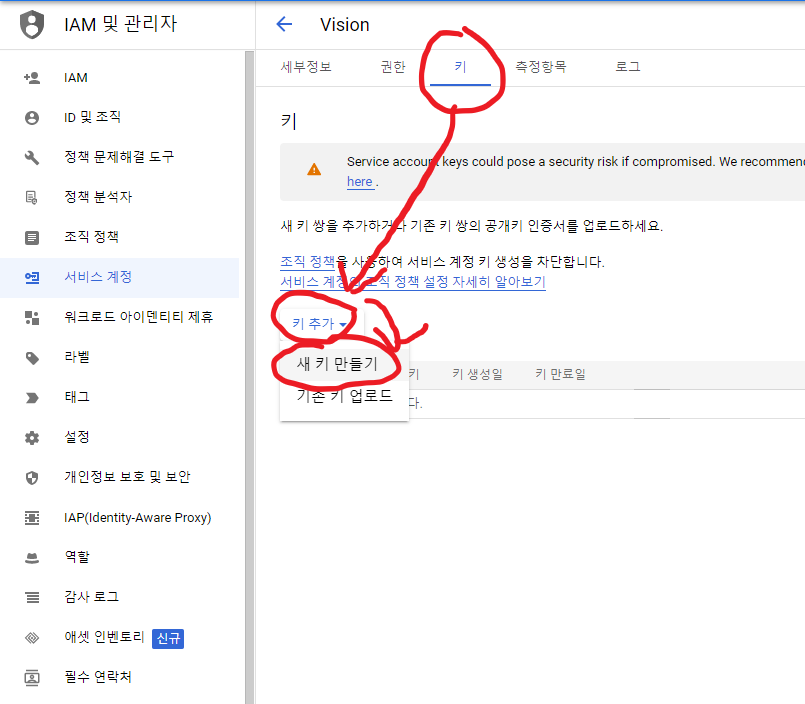 IAM 및 관리자
Vision
세부정보 권한 키 측정항목 로그
IAM
ID 및 조직
정책 문제해결 도구
정책 분석자
조직 정책
서비스 계정
워크로드 아이덴티티 제휴
라벨
태그
설정
개인정보 보호 및 보안
IAP(Identity-Aware Proxy)
역할
감사 로그
애셋 인벤토리 신규
필수 연락처
키
Service account keys could pose a security risk if compromised. We recommend
here .
새 키 쌍을 추가하거나 기존 키 쌍의 공개키 인증서를 업로드하세요.
조직 정책을 사용하여 서비스 계정 키 생성을 차단합니다.
서비스 계정의 조직 정책 설정 자세히 알아보기
키 추가
새 키 만들기
기존 키 업로드
키 키 생성일 키 만료일
다.